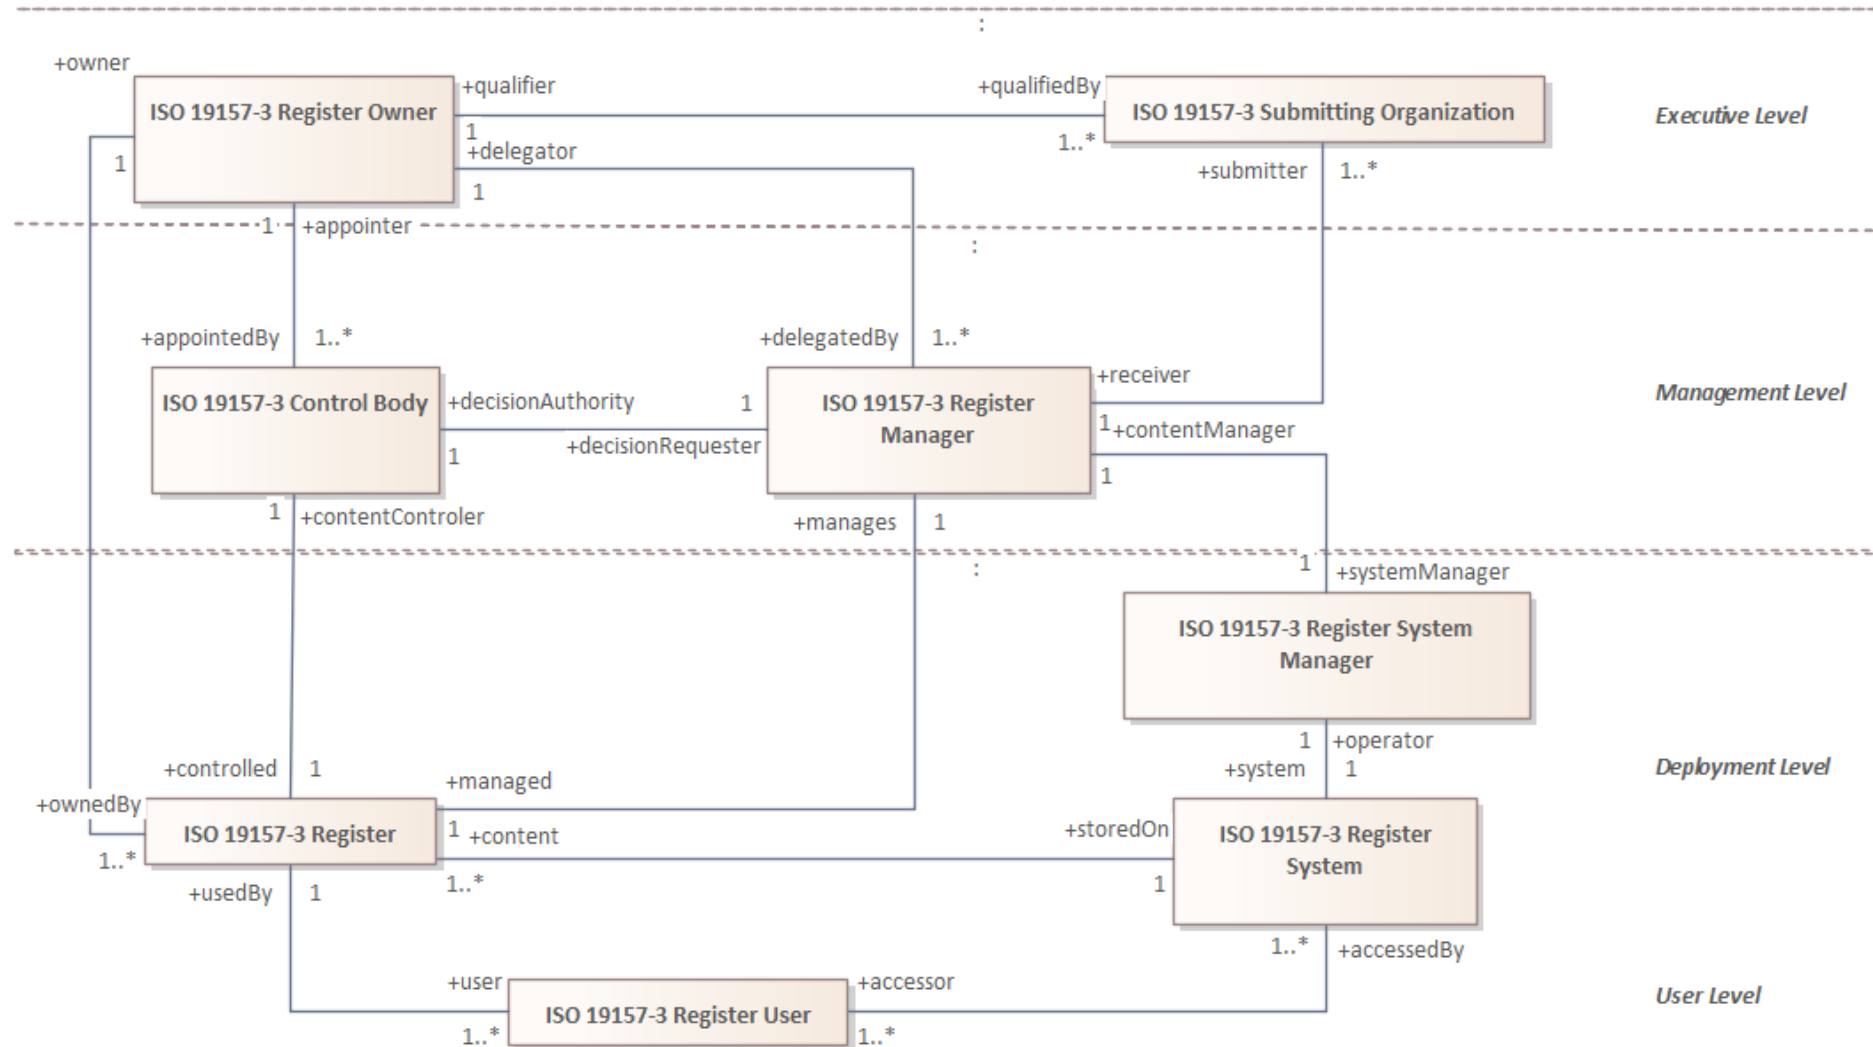 :
+owner
+qualifier
+qualifiedBy
ISO 19157-3 Register Owner
ISO 19157-3 Submitting Organization
Executive Level
1
1..*
+delegator
1
+submitter
1..*
1
1
+appointer
:
+appointedBy
1..*
+delegatedBy
1..*
+receiver
ISO 19157-3 Control Body
+decisionAuthority
1
ISO 19157-3 Register
Manager
Management Level
1
+contentManager
+decisionRequester
1
1
1
+contentControler
+manages
1
:
1
+systemManager
ISO 19157-3 Register System
Manager
1
+operator
+controlled
1
+system
1
Deployment Level
+managed
+ownedBy
ISO 19157-3 Register
1
+content
+storedOn
ISO 19157-3 Register
System
1..*
1..*
1
+usedBy
1
1..*
+accessedBy
+user
+accessor
User Level
ISO 19157-3 Register User
1..*
1..*